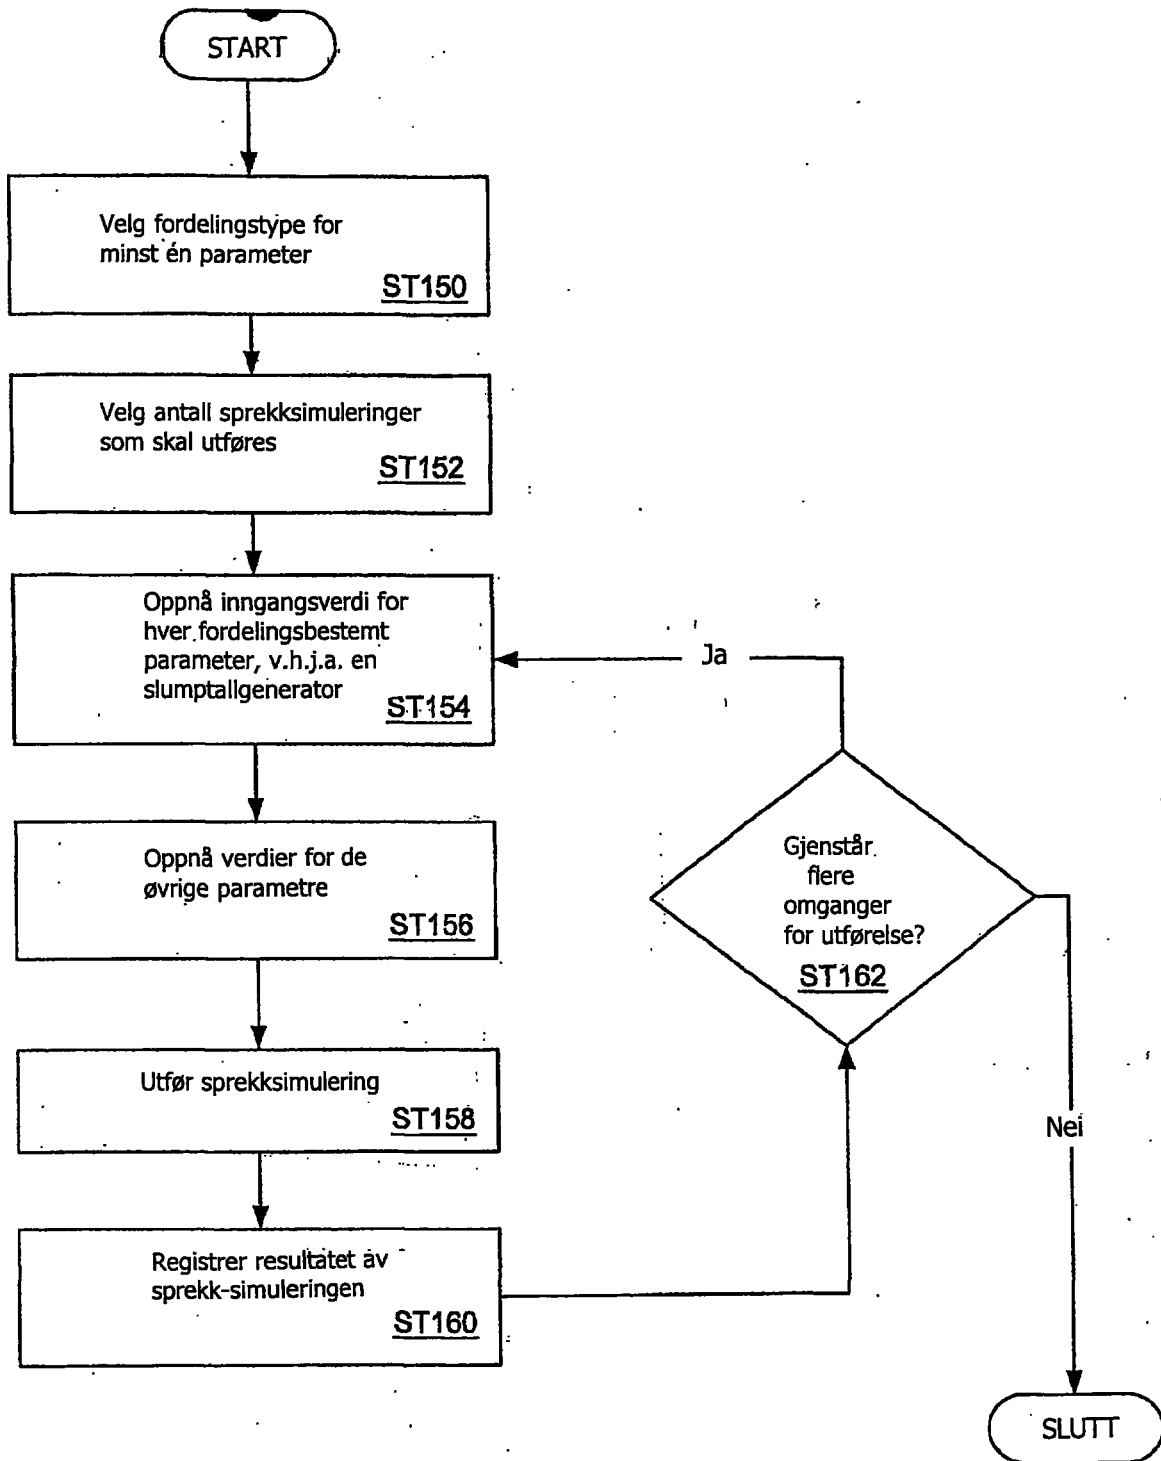 START
Velg fordelingstype for
minst én parameter
ST150
Velg antall sprekksimuleringer
som skal utføres
ST152
Oppnå inngangsverdi for
hver fordelingsbestemt
parameter, v.h.j.a. en
slumptallgenerator
ST154
Ja
Oppnå verdier for de
øvrige parametre
ST156
Gjenstår
flere
omganger
for utførelse?
ST162
Utfør sprekksimulering
ST158
Nei
Registrer resultatet av
sprekk-simuleringen
ST160
SLUTT